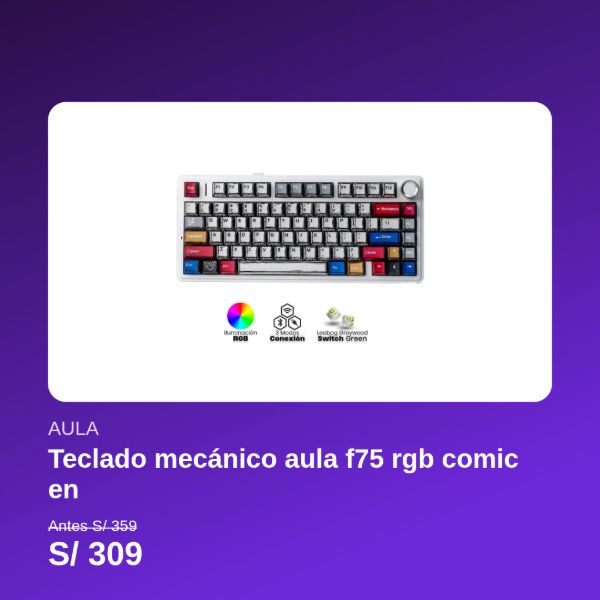 Iluminación
RGB
3 Modos
Conexión
Leobog Greywood
Switch Green
AULA
Teclado mecánico aula f75 rgb comic
en
Antes S/ 359
S/ 309